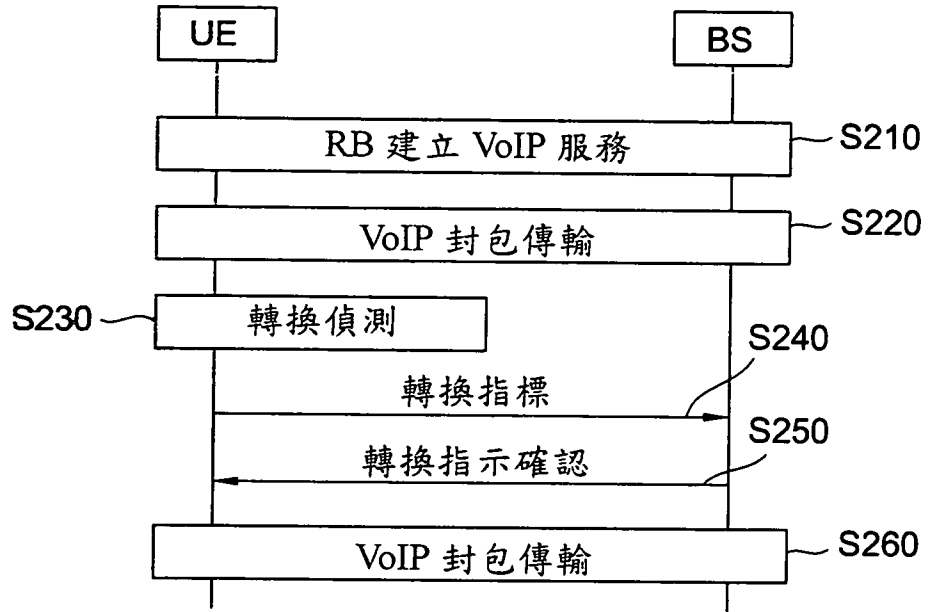 UE
BS
RB 建立 VoIP 服務
S210
VoIP 封包傳輸
S220
S230
轉換偵測
S240
轉換指標
S250
轉換指示確認
VoIP 封包傳輸
S260